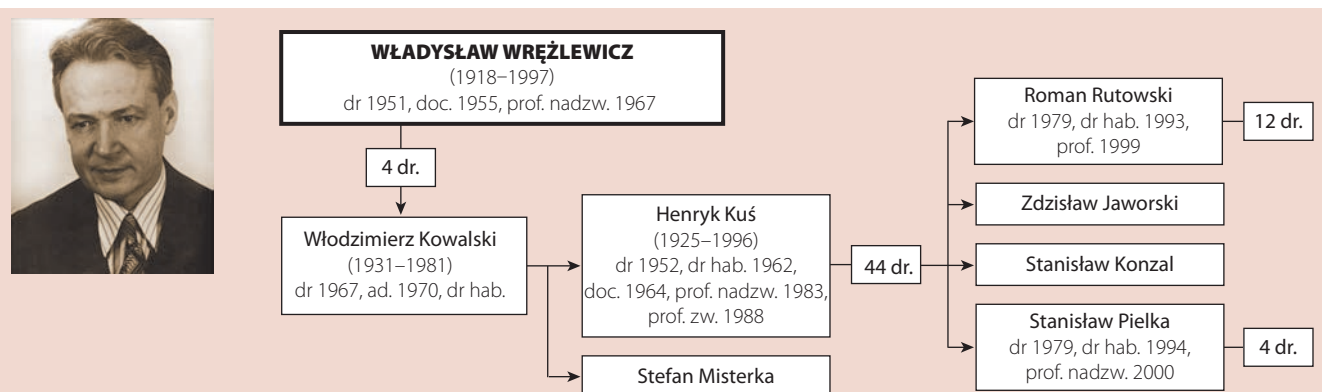 WŁADYSŁAW WRĘŻLEWICZ
(1918–1997)
dr 1951, doc. 1955, prof. nadzw. 1967
4 dr.
Włodzimierz Kowalski
(1931–1981)
dr 1967, ad. 1970, dr hab.
Henryk Kuś
(1925–1996)
dr 1952, dr hab. 1962,
doc. 1964, prof. nadzw. 1983,
prof. zw. 1988
Stefan Misterka
44 dr.
Roman Rutowski
dr 1979, dr hab. 1993,
prof. 1999
12 dr.
Zdzisław Jaworski
Stanisław Konzal
Stanisław Pielka
dr 1979, dr hab. 1994,
prof. nadzw. 2000
4 dr.